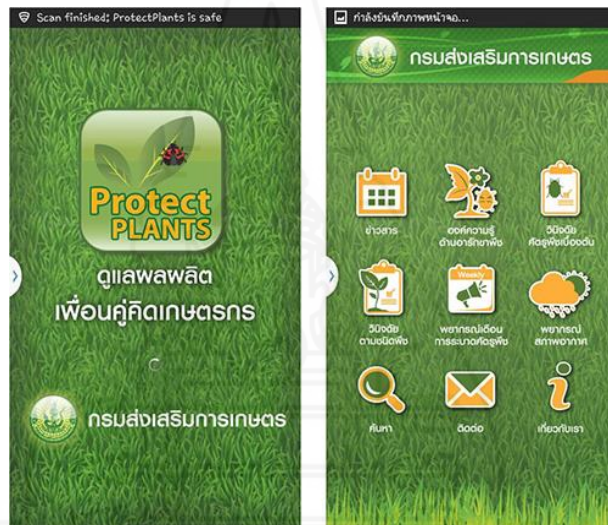 Scan finished: ProtectPlants is safe
Protect
PLANTS
ดูแลผลผลิต
เพื่อนคู่คิดเกษตรกร
กรมส่งเสริมการเกษตร
กำลังบันทึกภาพหน้าจอ...
กรมส่งเสริมการเกษตร
ข่าวสาร
องค์ความรู้
ด้านอารักขาพืช
วินิจฉัย
ศัตรูพืชเบื้องต้น
วินิจฉัย
ตามชนิดพืช
Weekly
พยากรณ์เตือน
การระบาดศัตรูพืช
พยากรณ์
สภาพอากาศ
ค้นหา
ติดต่อ
เกี่ยวกับเรา